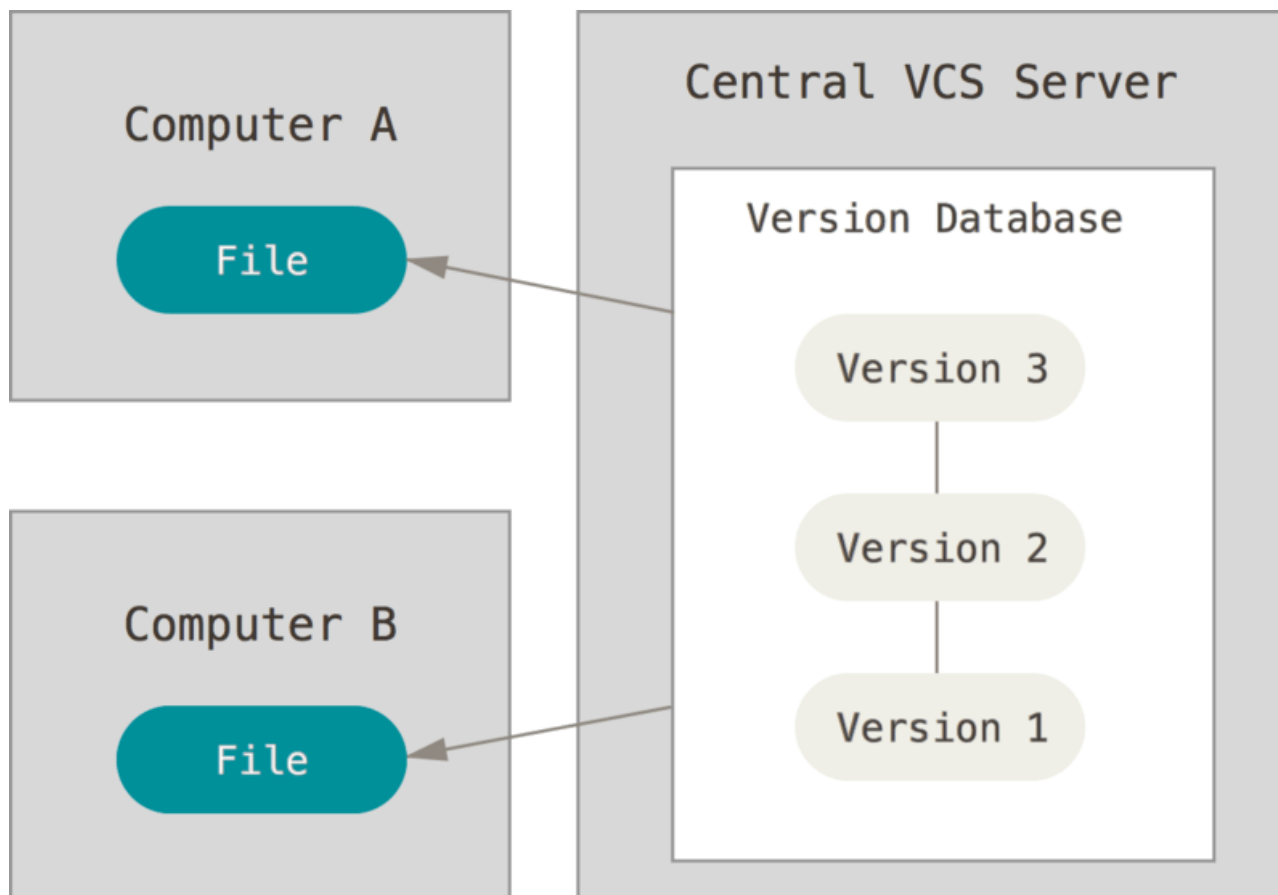 Computer A
File
Computer B
File
Central VCS Server
Version Database
Version 3
Version 2
Version 1